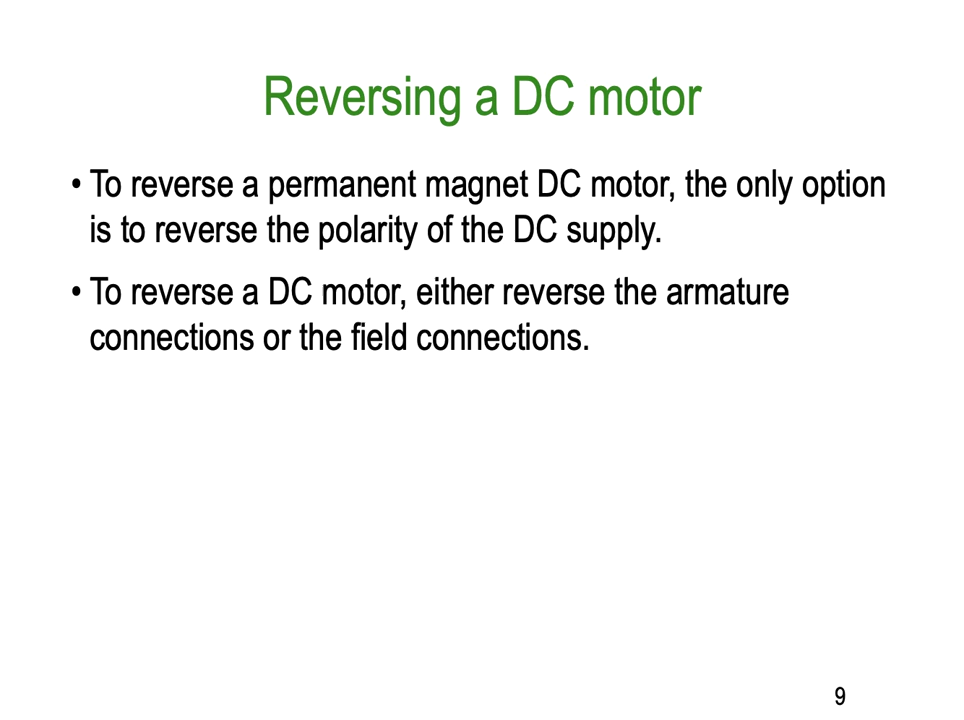 Reversing a DC motor
• To reverse a permanent magnet DC motor, the only option
is to reverse the polarity of the DC supply.
• To reverse a DC motor, either reverse the armature
connections or the field connections.
9